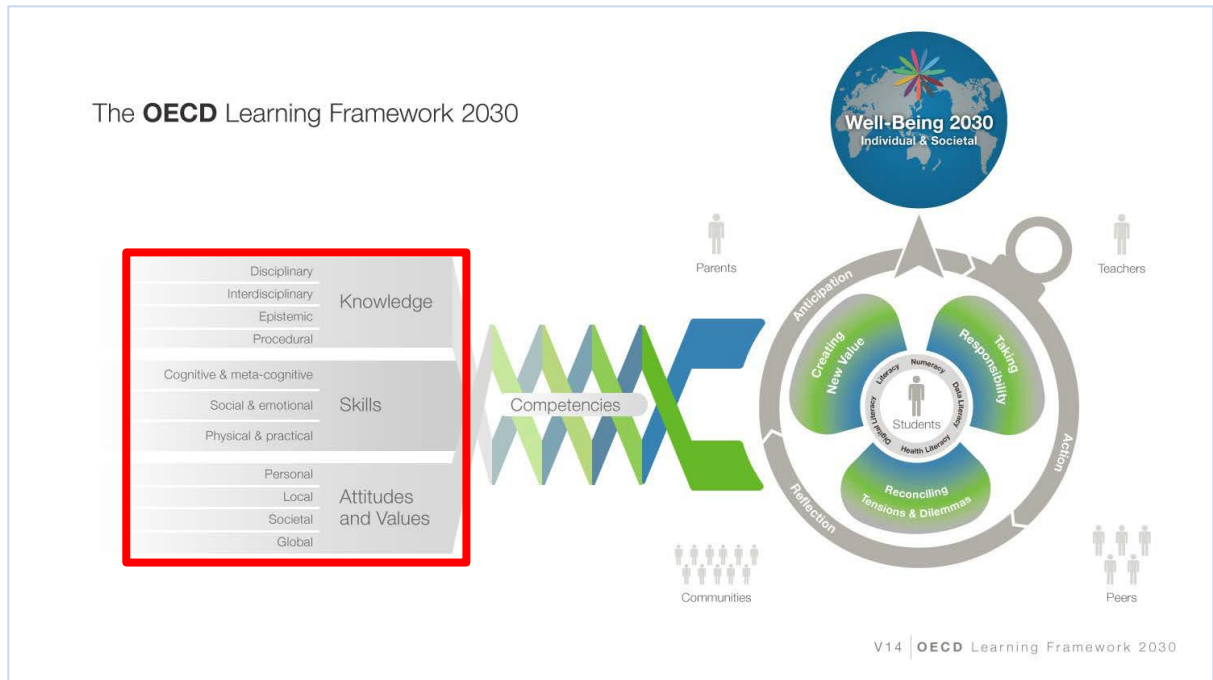 The OECD Learning Framework 2030
Well-Being 2030
Individual & Societal
Parents
Teachers
Disciplinary
Interdisciplinary
Epistemic
Procedural
Knowledge
Cognitive & meta-cognitive
Social & emotional
Physical & practical
Skills
Personal
Local
Societal
Global
Attitudes
and Values
Competencies
Anticipation
Action
Reflection
Creating
New Value
Taking
Responsibility
Reconciling
Tensions & Dilemmas
Literacy
Numeracy
Data Literacy
Health Literacy
Digital Literacy
Students
Communities
Peers
V14 | OECD Learning Framework 2030